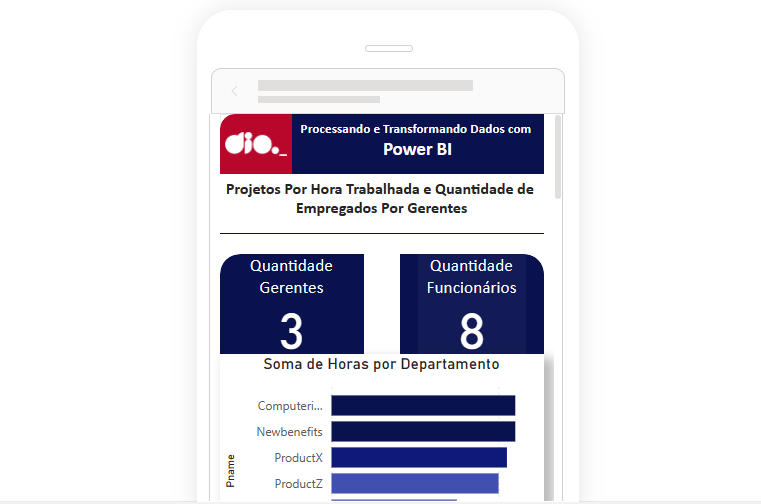 dio._
Processando e Transformando Dados com
Power BI
Projetos Por Hora Trabalhada e Quantidade de
Empregados Por Gerentes
Quantidade
Gerentes
3
Quantidade
Funcionários
8
Soma de Horas por Departamento
Pname
Computeri...
Newbenefits
ProductX
ProductZ